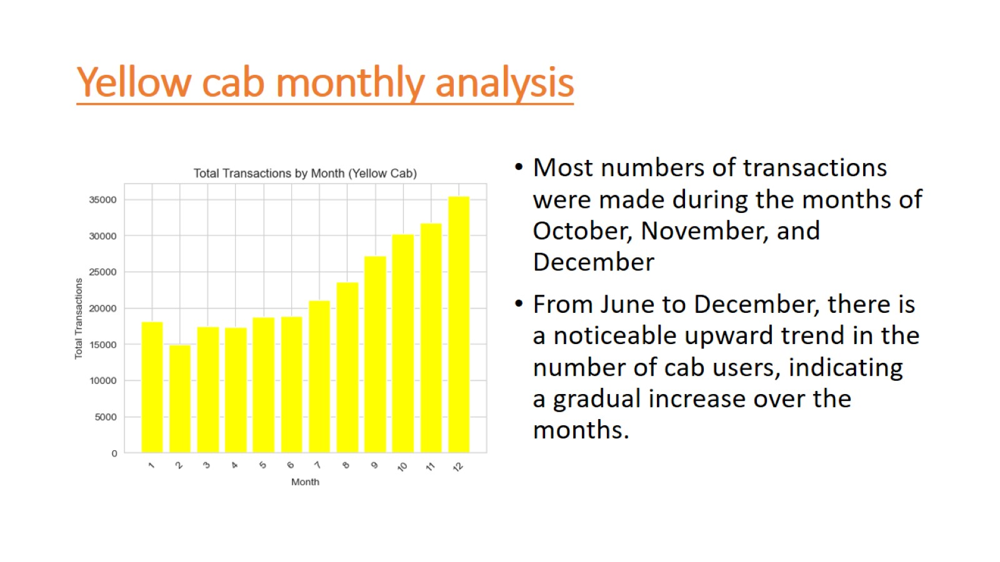 Yellow cab monthly analysis
Total Transactions by Month (Yellow Cab)
Total Transactions
35000
30000
25000
20000
15000
10000
5000
0
1 2 3 4 5 6 7 8 9 10 11 12
Month
• Most numbers of transactions
were made during the months of
October, November, and
December
• From June to December, there is
a noticeable upward trend in the
number of cab users, indicating
a gradual increase over the
months.